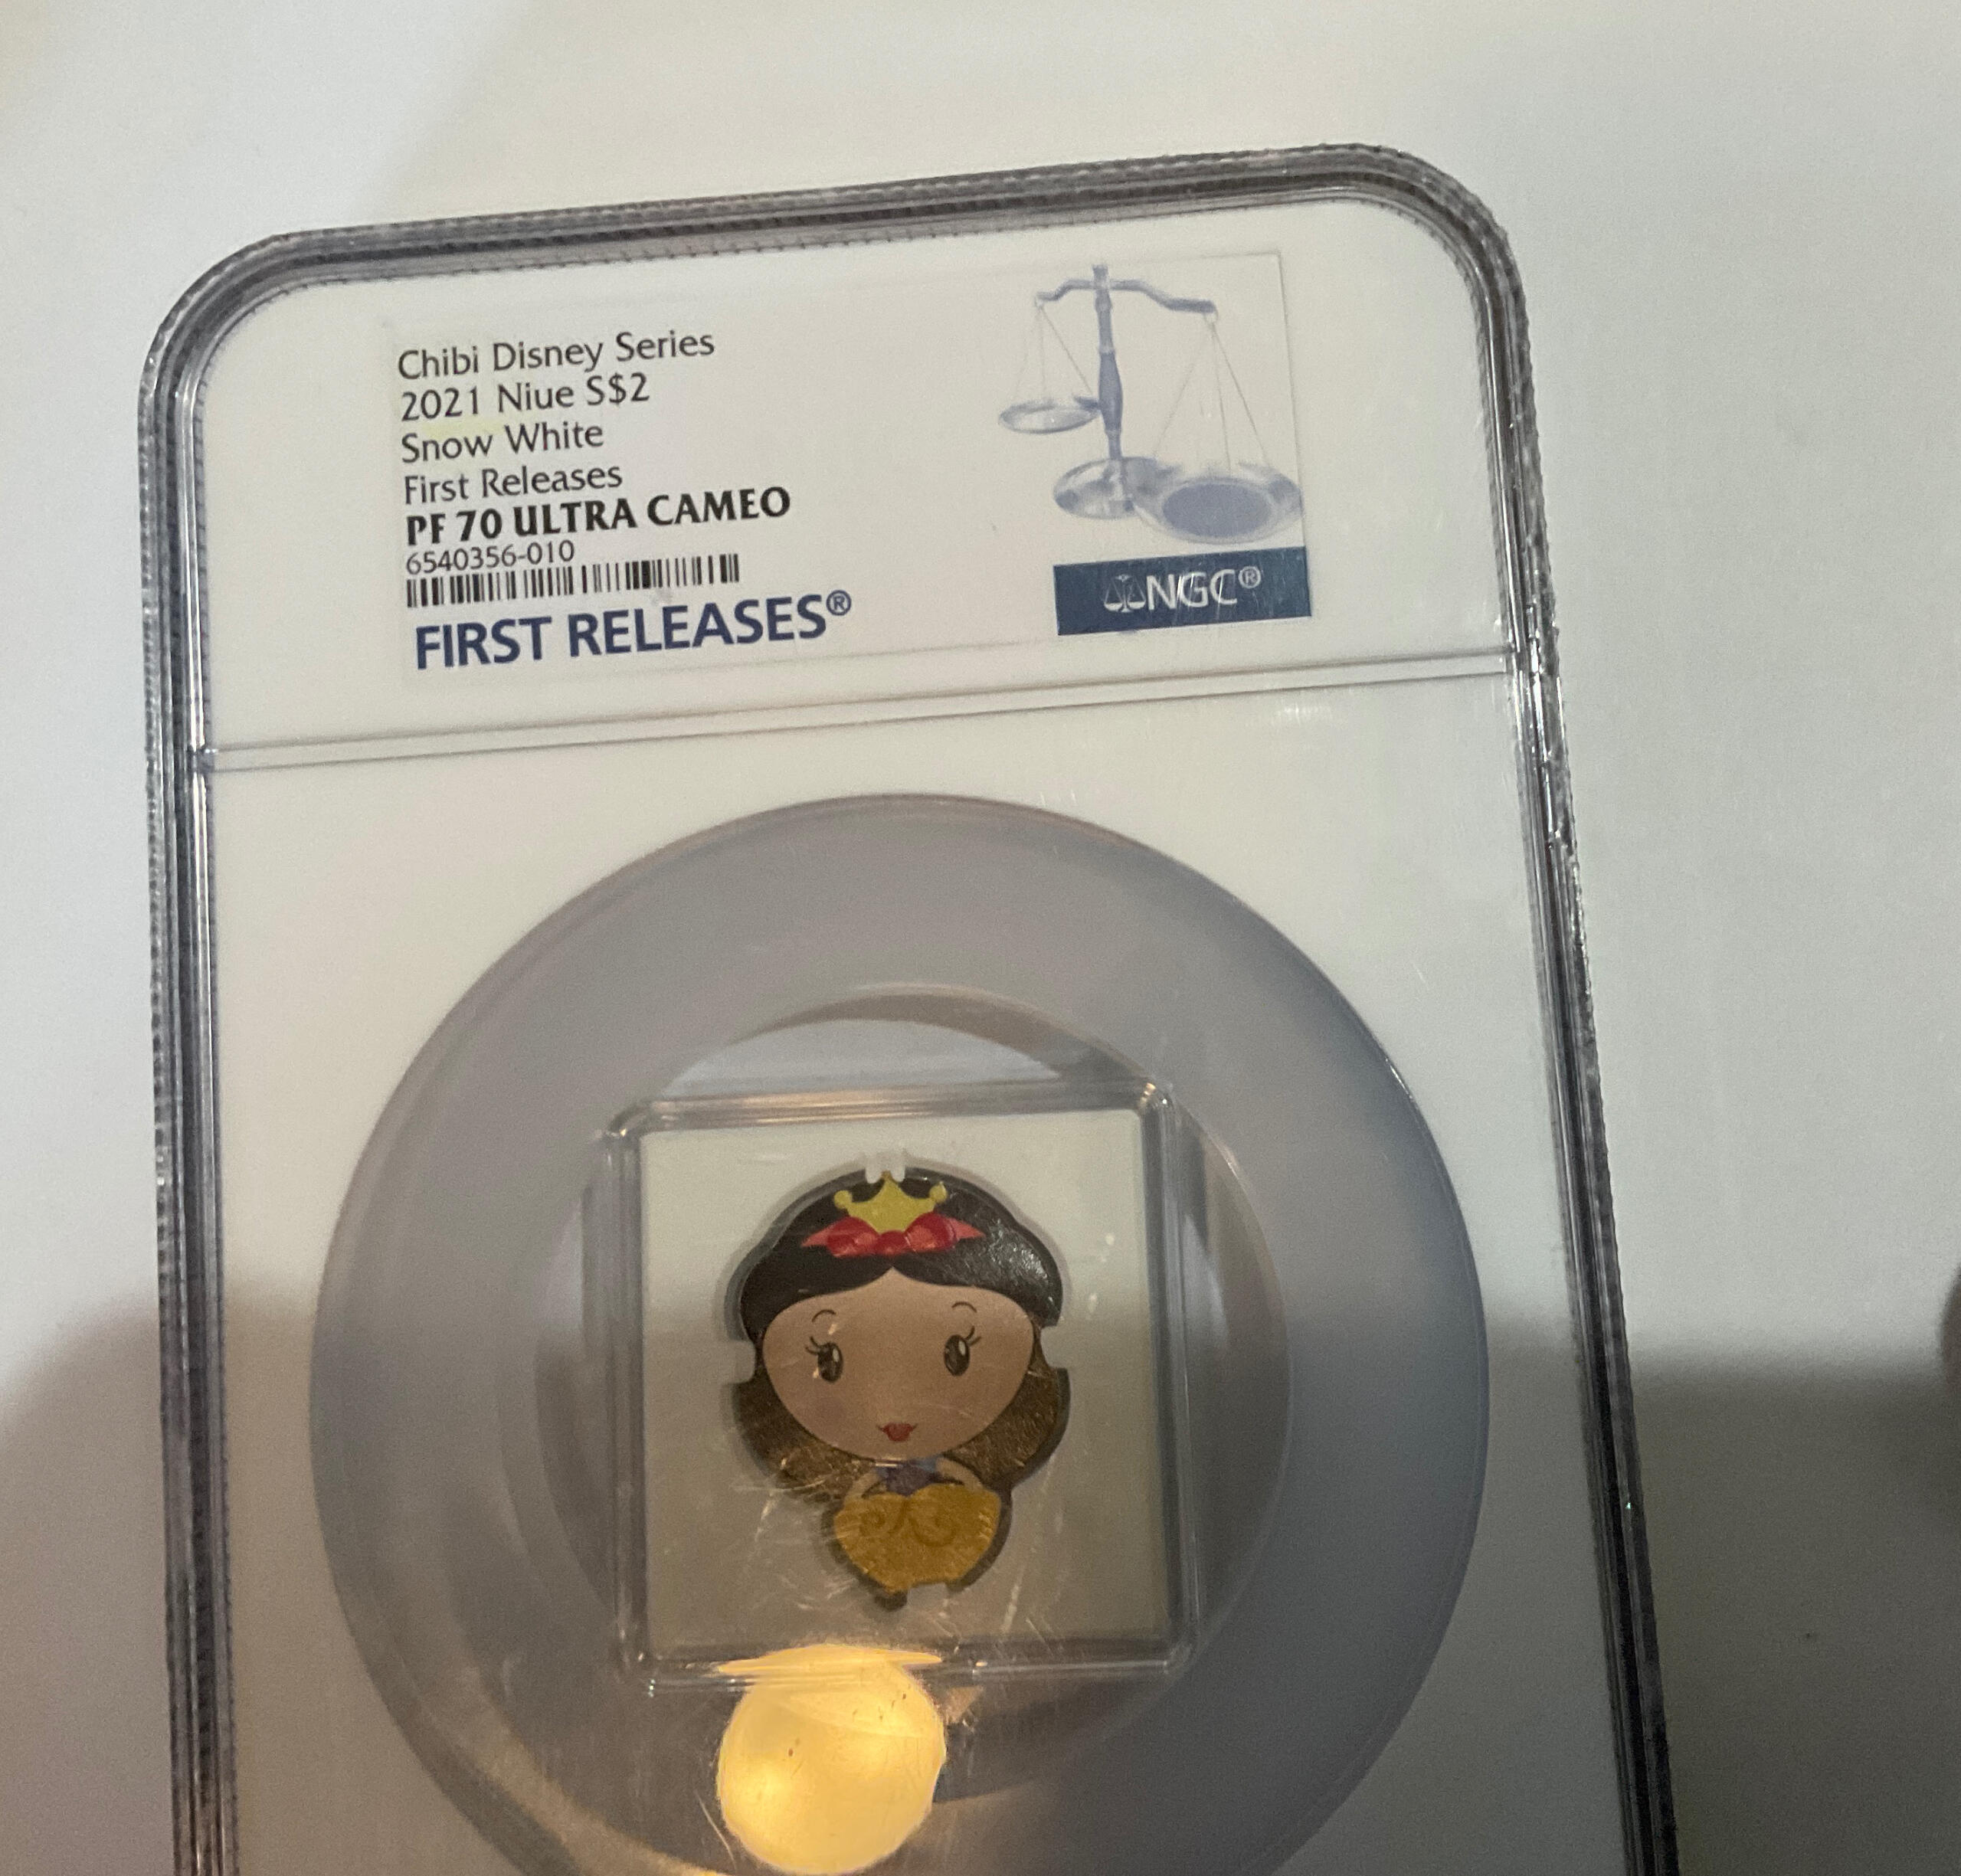 Chibi Disney Series
2021 Niue S$2
Snow White
First Releases
PF 70 ULTRA CAMEO
6540356-010
FIRST RELEASES®
NGC®